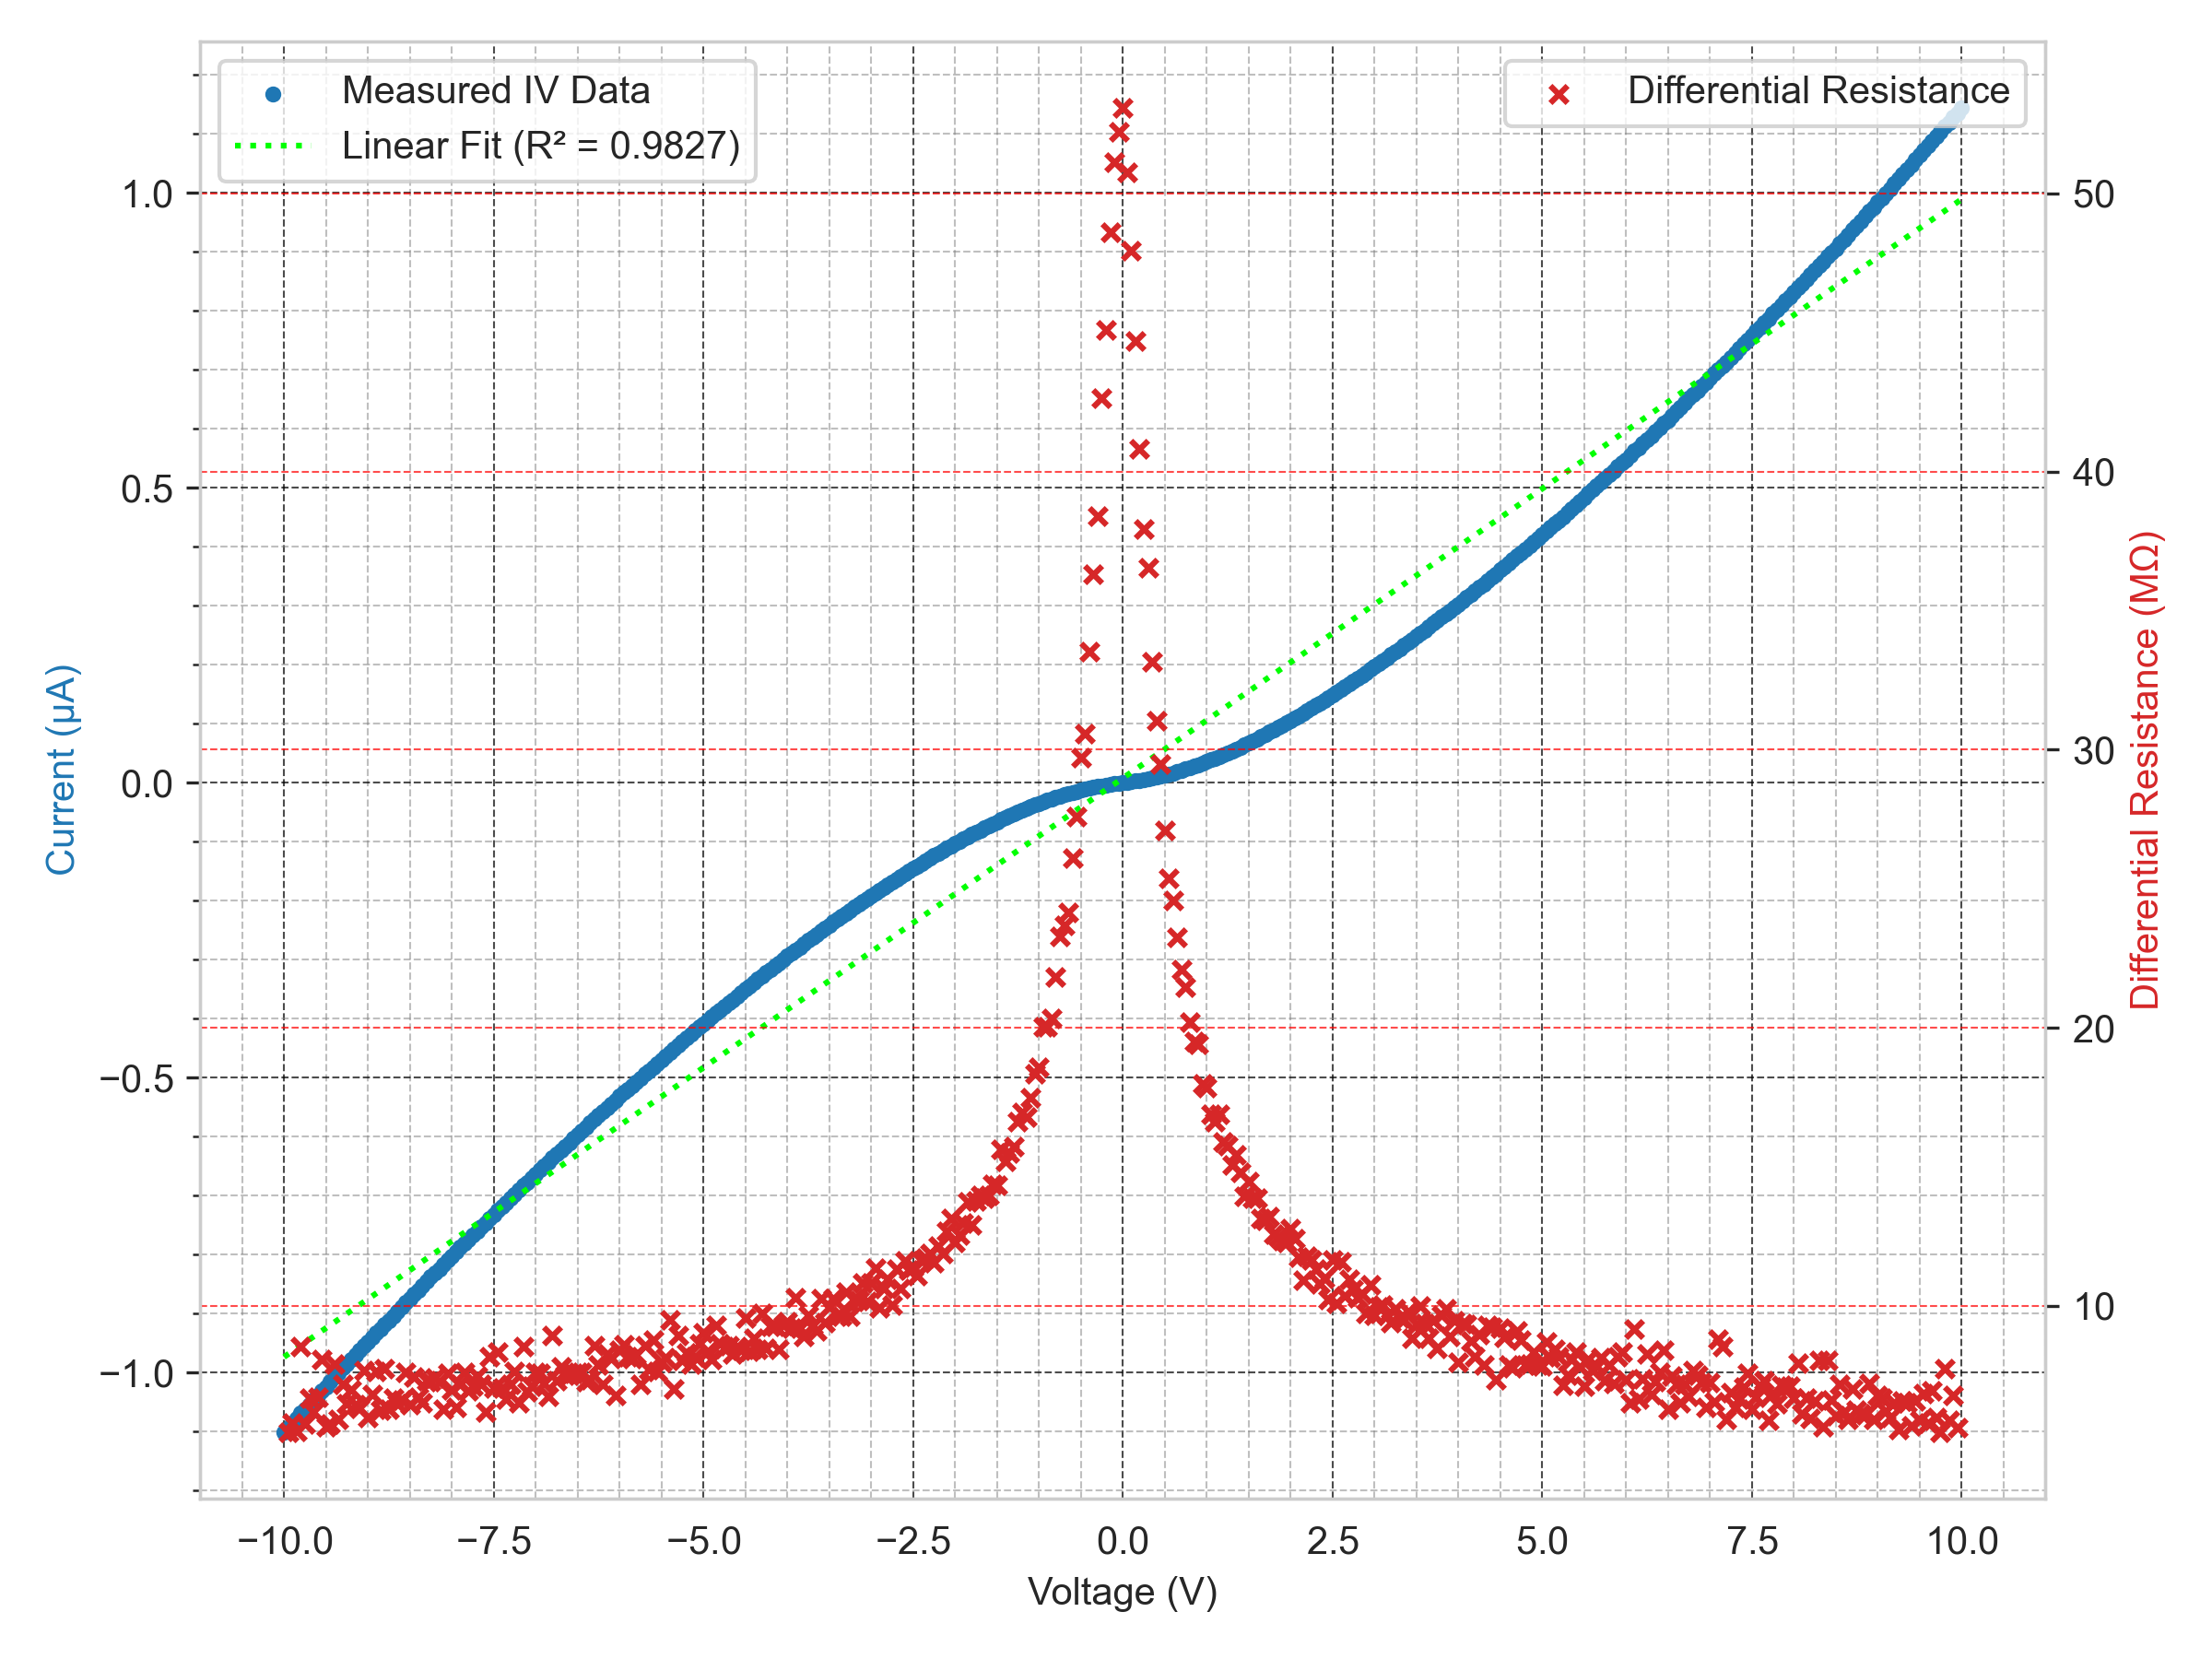 Measured IV Data
Linear Fit (R² = 0.9827)
Differential Resistance
1.0
0.5
0.0
−0.5
−1.0
Current (μA)
50
40
30
20
10
Differential Resistance (MΩ)
−10.0 −7.5 −5.0 −2.5 0.0 2.5 5.0 7.5 10.0
Voltage (V)